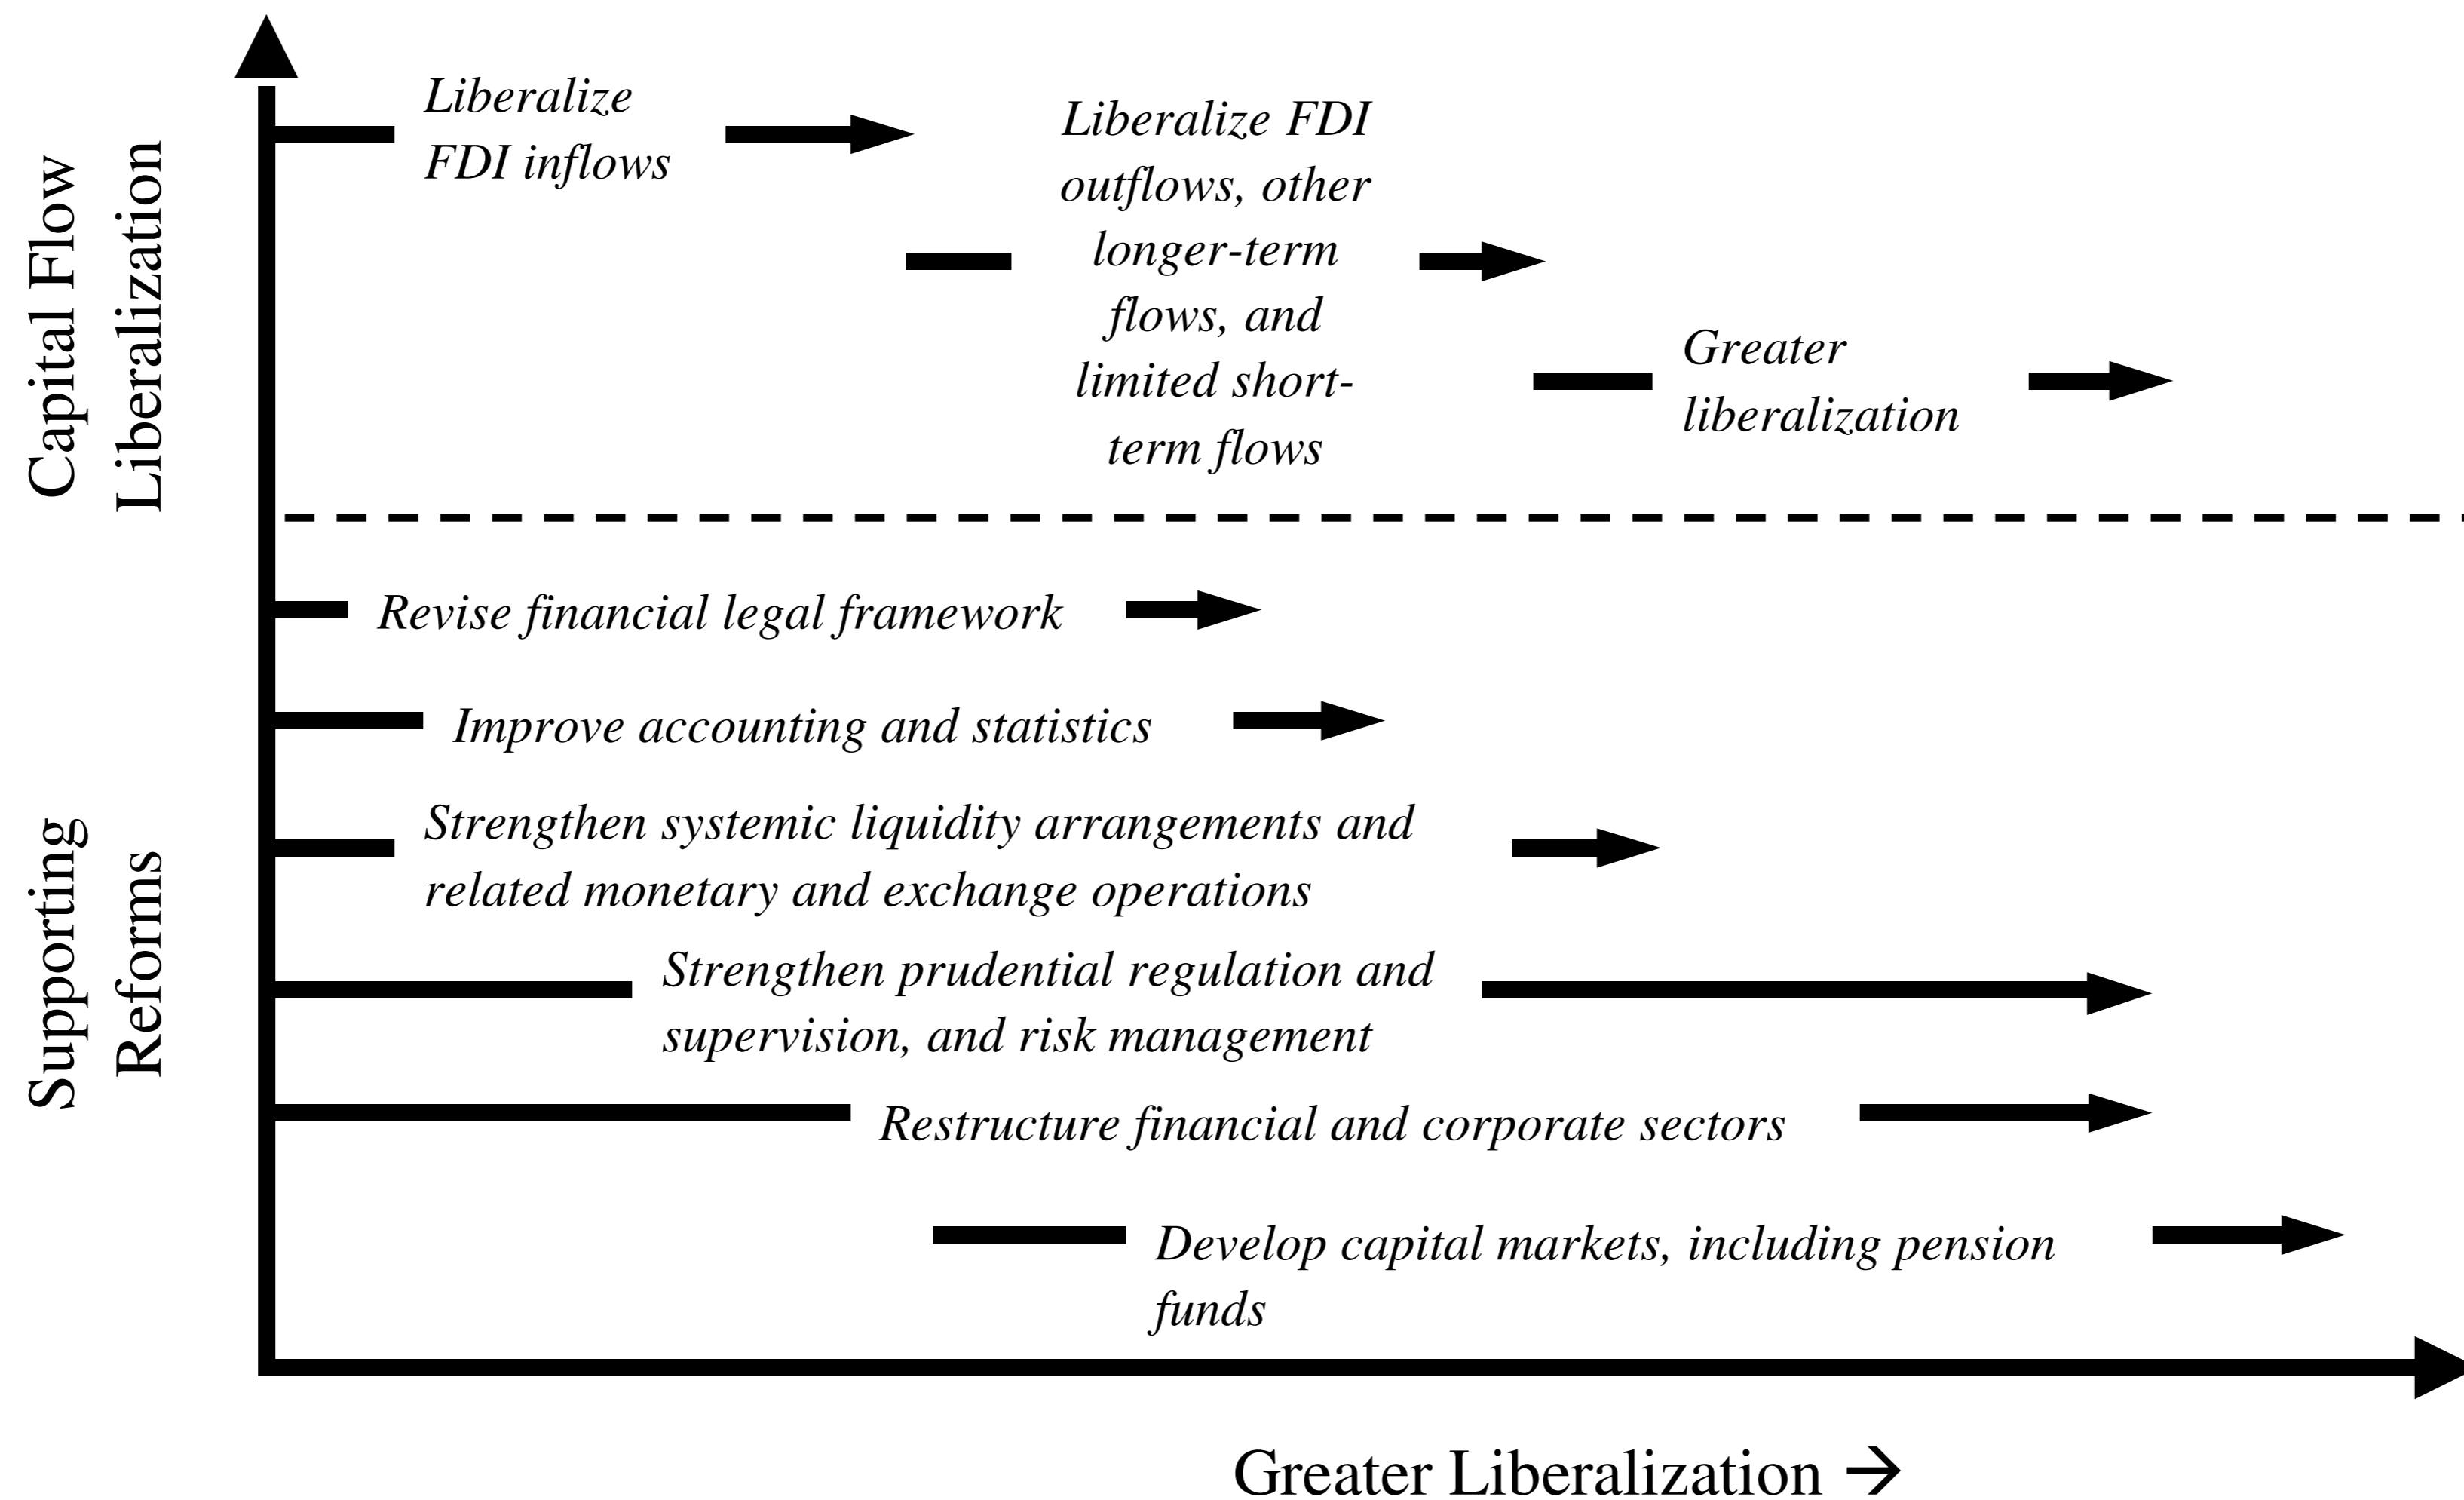 Capital Flow
Liberalization
Liberalize
FDI inflows
Liberalize FDI
outflows, other
longer-term
flows, and
limited short-
term flows
Greater
liberalization
Supporting
Reforms
Revise financial legal framework
Improve accounting and statistics
Strengthen systemic liquidity arrangements and
related monetary and exchange operations
Strengthen prudential regulation and
supervision, and risk management
Restructure financial and corporate sectors
Develop capital markets, including pension
funds
Greater Liberalization →